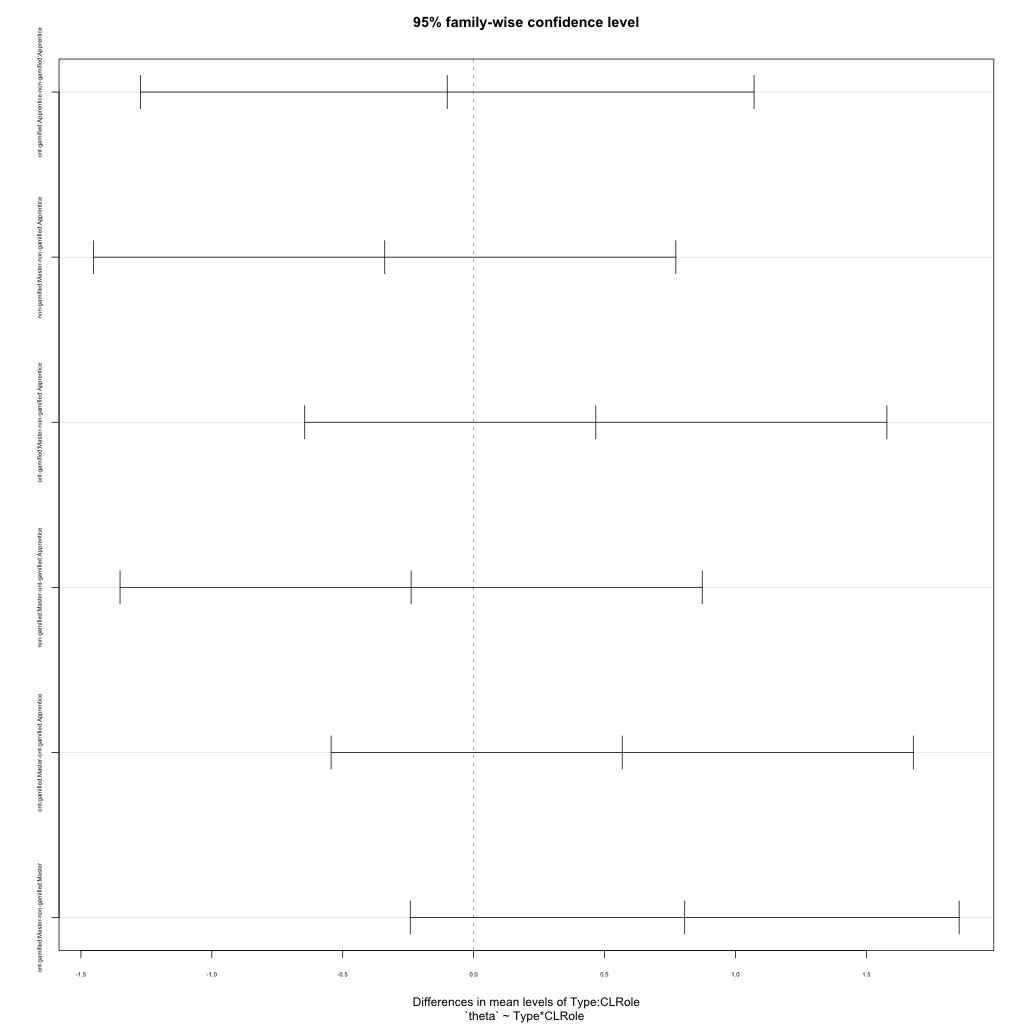 95% family-wise confidence level
ont-gamified:Apprentice-non-gamified:Apprentice
non-gamified:Master-non-gamified:Apprentice
ont-gamified:Master-non-gamified:Apprentice
non-gamified:Master-ont-gamified:Apprentice
ont-gamified:Master-ont-gamified:Apprentice
ont-gamified:Master-non-gamified:Master
-1.5 -1.0 -0.5 0.0 0.5 1.0 1.5
Differences in mean levels of Type:CLRole
`theta` ~ Type*CLRole